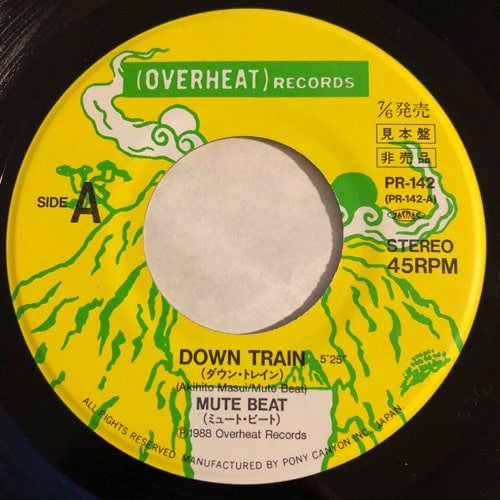 (OVERHEAT) RECORDS
7/6発売
見本盤
非売品
PR-142
(PR-142-A)
JASRAC
SIDE A
STEREO
45RPM
DOWN TRAIN 5'25"
(ダウン・トレイン)
(Akihito Masui/Mute Beat)
MUTE BEAT
(ミュート・ビート)
Ⓟ1988 Overheat Records
ALL RIGHTS RESERVED. MANUFACTURED BY PONY CANYON INC. JAPAN.